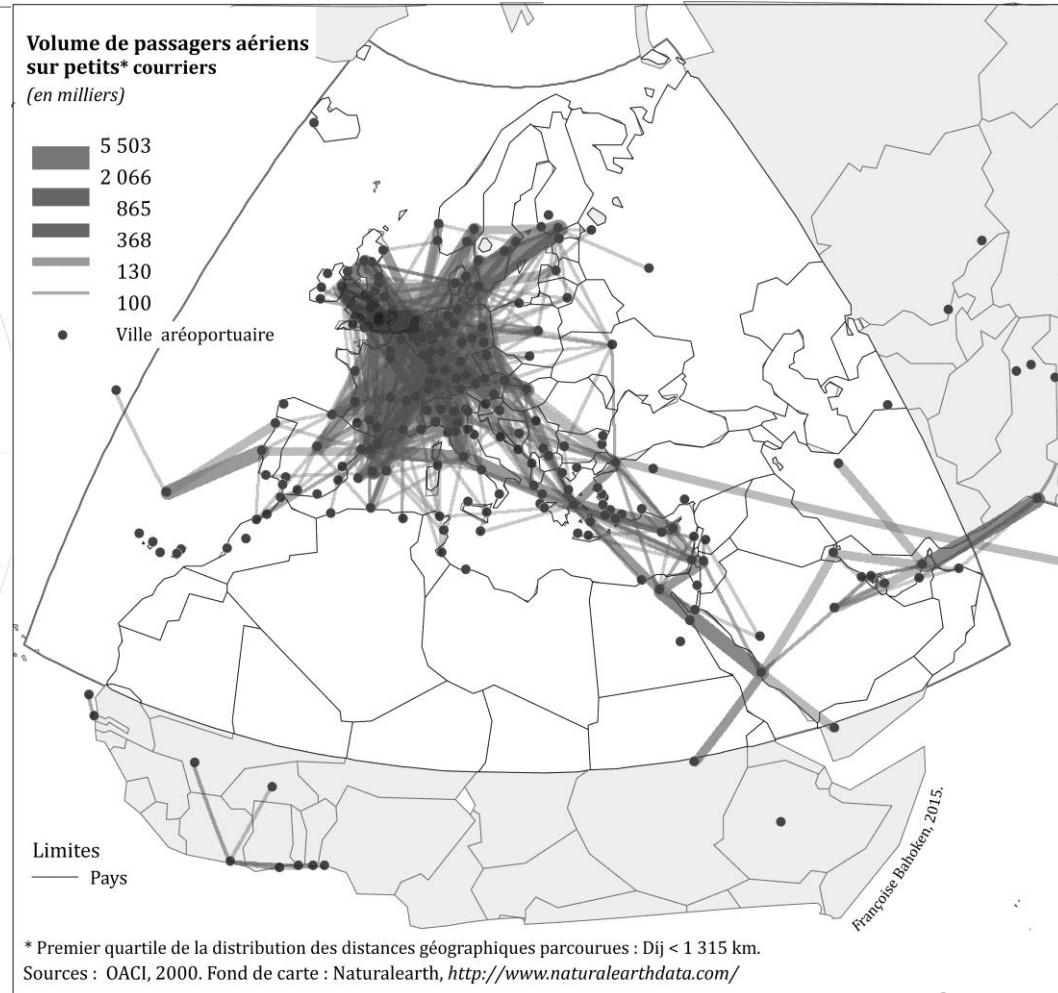 Volume de passagers aériens
sur petits* courriers
(en milliers)
5 503
2 066
865
368
130
100
Ville aréoportuaire
Limites
Pays
Françoise Bahoken, 2015.
* Premier quartile de la distribution des distances géographiques parcourues : Dij < 1 315 km.
Sources : OACI, 2000. Fond de carte : Naturalearth, http://www.naturalearthdata.com/